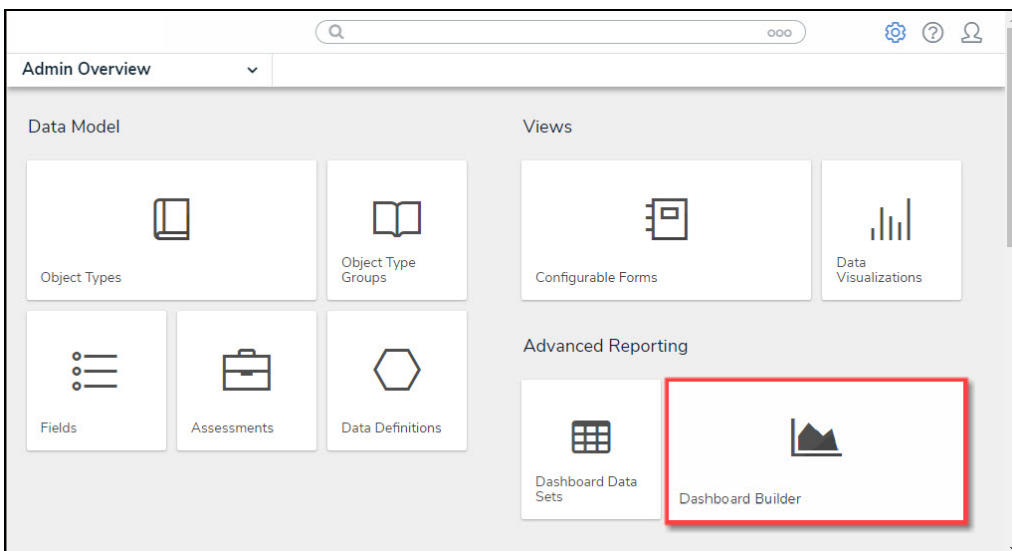 Admin Overview
Data Model
Views
Object Types
Object Type
Groups
Configurable Forms
Data
Visualizations
Advanced Reporting
Fields
Assessments
Data Definitions
Dashboard Data
Sets
Dashboard Builder